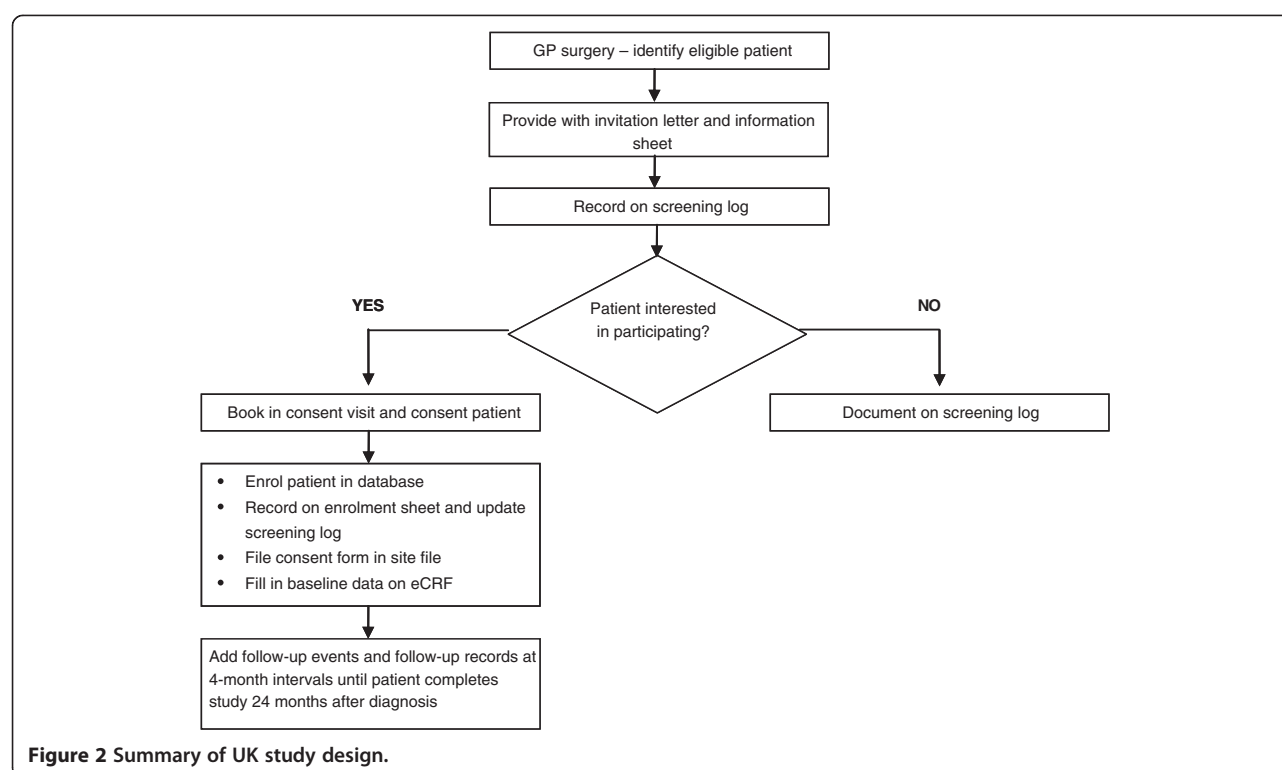 GP surgery – identify eligible patient
Provide with invitation letter and information
sheet
Record on screening log
Patient interested
in participating?
YES
NO
Book in consent visit and consent patient
Document on screening log
• Enrol patient in database
• Record on enrolment sheet and update
screening log
• File consent form in site file
• Fill in baseline data on eCRF
Add follow-up events and follow-up records at
4-month intervals until patient completes
study 24 months after diagnosis
Figure 2 Summary of UK study design.